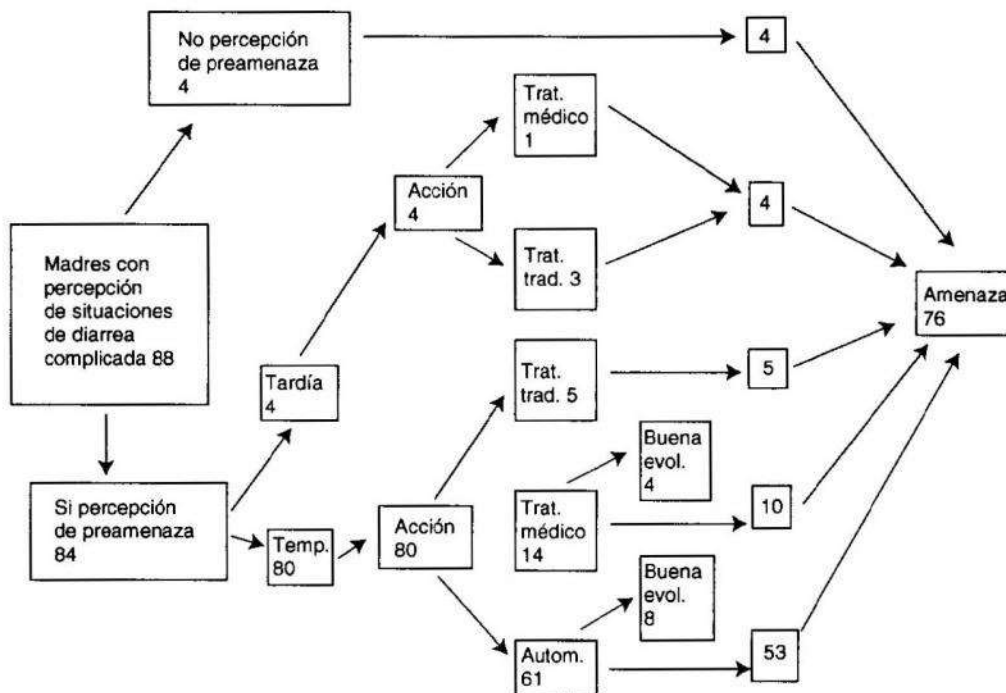 No percepción
de preamenaza
4
4
Trat.
médico
1
Acción
4
4
Trat.
trad. 3
Madres con
percepción
de situaciones
de diarrea
complicada 88
Amenaza
76
Tardía
4
Trat.
trad. 5
5
Buena
evol.
4
Si percepción
de preamenaza
84
Temp.
80
Acción
80
Trat.
médico
14
10
Buena
evol.
8
Autom.
61
53